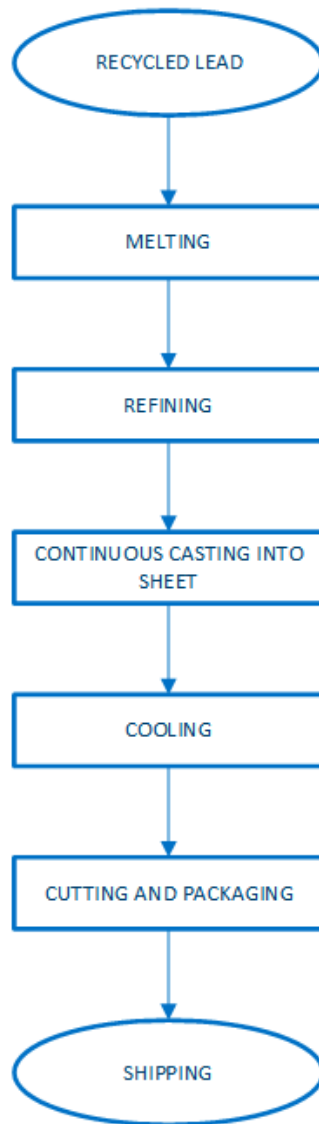 RECYCLED LEAD
MELTING
REFINING
CONTINUOUS CASTING INTO
SHEET
COOLING
CUTTING AND PACKAGING
SHIPPING